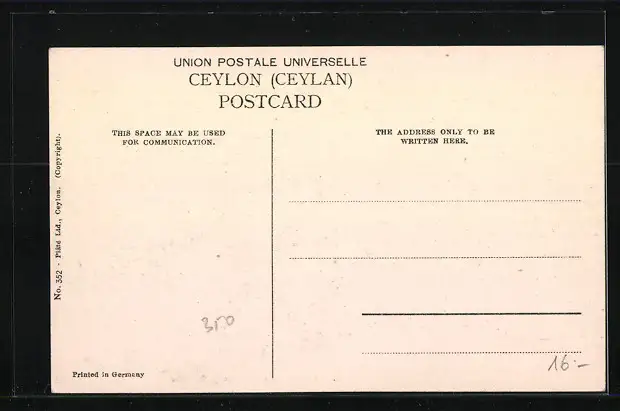 UNION POSTALE UNIVERSELLE
CEYLON (CEYLAN)
POSTCARD
THIS SPACE MAY BE USED
FOR COMMUNICATION.
THE ADDRESS ONLY TO BE
WRITTEN HERE.
No. 352 - Plâté Ltd., Ceylon. (Copyright).
350
16.-
Printed in Germany